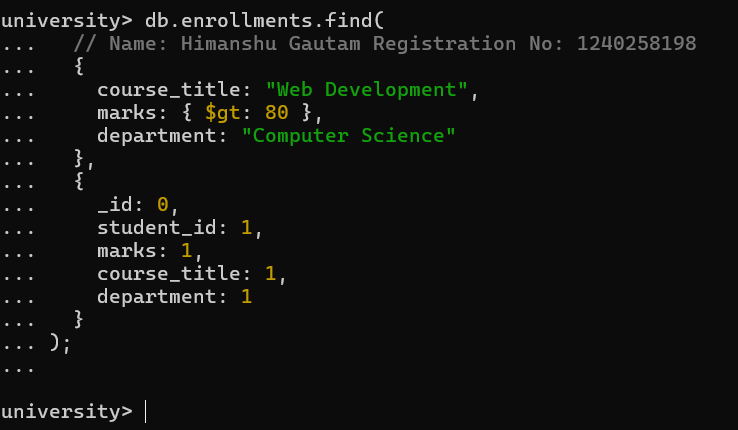 university> db.enrollments.find(
...   // Name: Himanshu Gautam Registration No: 1240258198
...   {
...     course_title: "Web Development",
...     marks: { $gt: 80 },
...     department: "Computer Science"
...   },
...   {
...     _id: 0,
...     student_id: 1,
...     marks: 1,
...     course_title: 1,
...     department: 1
...   }
... );
...
university>